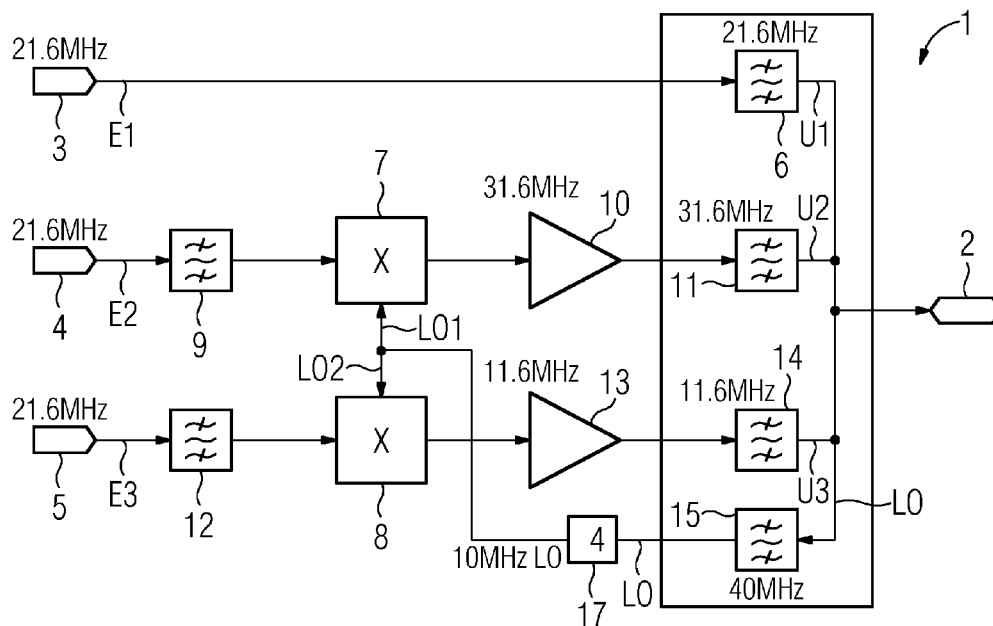 21.6MHz
1
21.6MHz
3
E1
6
U1
7
31.6MHz
10
31.6MHz
U2
21.6MHz
X
2
4
E2
9
11
LO1
LO2
11.6MHz
13
14
11.6MHz
21.6MHz
X
5
E3
12
8
U3
15
LO
10MHz LO
4
LO
17
40MHz